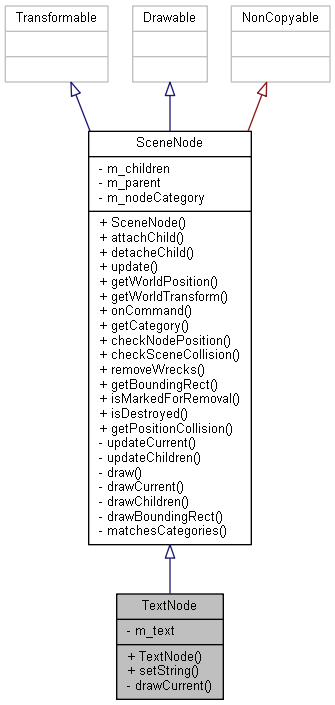 Transformable
Drawable
NonCopyable
SceneNode
- m_children
- m_parent
- m_nodeCategory
+ SceneNode()
+ attachChild()
+ detacheChild()
+ update()
+ getWorldPosition()
+ getWorldTransform()
+ onCommand()
+ getCategory()
+ checkNodePosition()
+ checkSceneCollision()
+ removeWrecks()
+ getBoundingRect()
+ isMarkedForRemoval()
+ isDestroyed()
+ getPositionCollision()
- updateCurrent()
- updateChildren()
- draw()
- drawCurrent()
- drawChildren()
- drawBoundingRect()
- matchesCategories()
TextNode
- m_text
+ TextNode()
+ setString()
- drawCurrent()